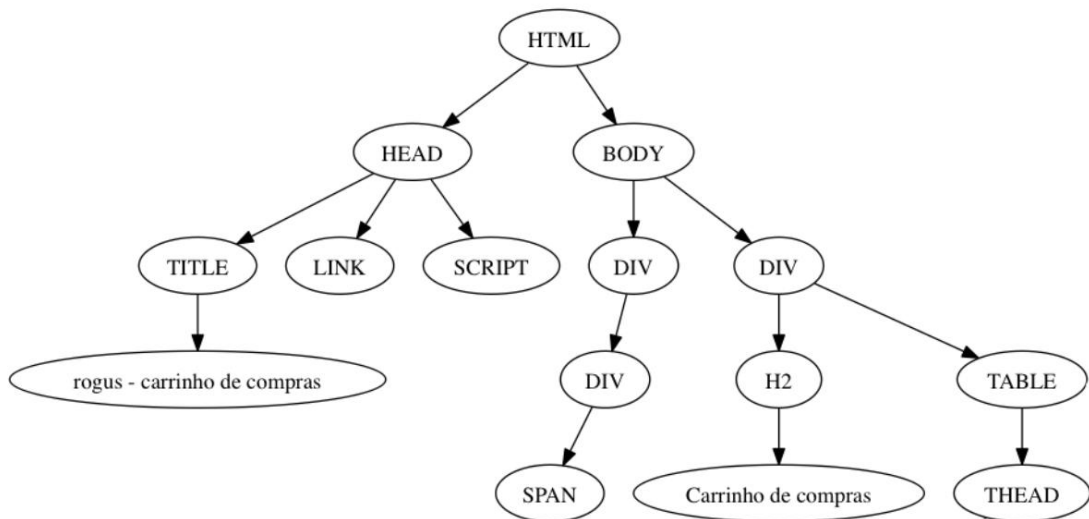 HTML
HEAD
BODY
TITLE
LINK
SCRIPT
DIV
DIV
rogus - carrinho de compras
DIV
H2
TABLE
SPAN
Carrinho de compras
THEAD